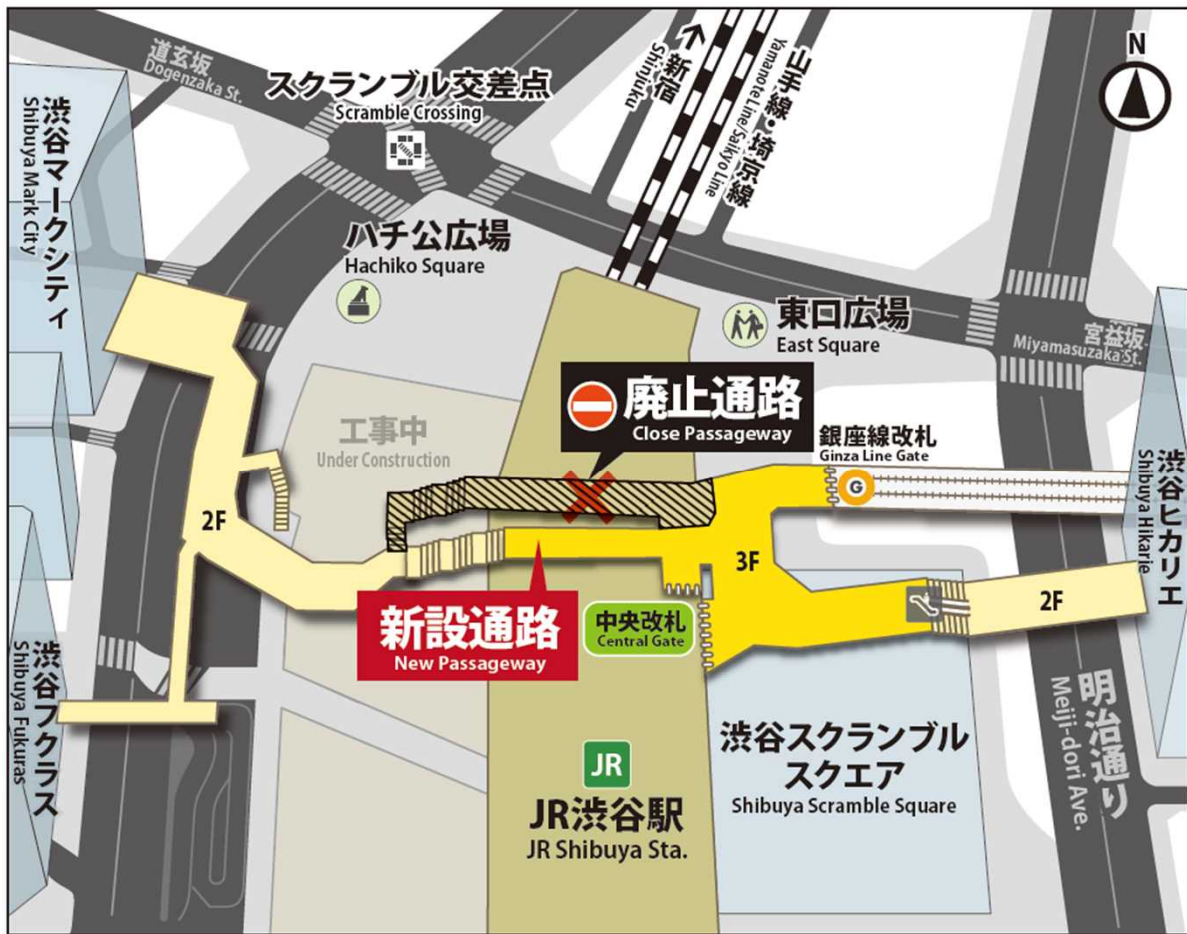 道玄坂
Dogenzaka St.
スクランブル交差点
Scramble Crossing
新宿
Shinjuku
山手線・埼京線
Yamanote Line/Saikyo Line
N
渋谷マークシティ
Shibuya Mark City
ハチ公広場
Hachiko Square
東口広場
East Square
宮益坂
Miyamasuzaka St.
廃止通路
Close Passageway
工事中
Under Construction
銀座線改札
Ginza Line Gate
G
渋谷ヒカリエ
Shibuya Hikarie
2F
3F
2F
新設通路
New Passageway
中央改札
Central Gate
渋谷フクラス
Shibuya Fukuras
明治通り
Meiji-dori Ave.
渋谷スクランブル
スクエア
Shibuya Scramble Square
JR
JR渋谷駅
JR Shibuya Sta.